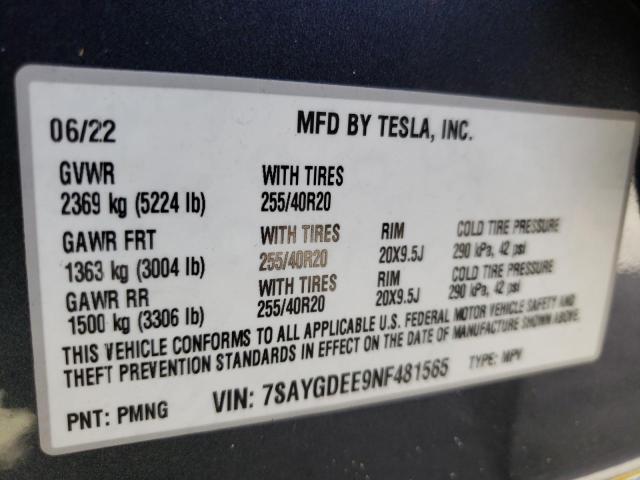 06/22 MFD BY TESLA, INC.
GVWR WITH TIRES
2369 kg (5224 lb) 255/40R20
GAWR FRT WITH TIRES RIM COLD TIRE PRESSURE
1363 kg (3004 lb) 255/40R20 20X9.5J 290 kPa, 42 psi
GAWR RR WITH TIRES RIM COLD TIRE PRESSURE
1500 kg (3306 lb) 255/40R20 20X9.5J 290 kPa, 42 psi
THIS VEHICLE CONFORMS TO ALL APPLICABLE U.S. FEDERAL MOTOR VEHICLE SAFETY AND
THEFT PREVENTION STANDARDS IN EFFECT ON THE DATE OF MANUFACTURE SHOWN ABOVE.
PNT: PMNG VIN: 7SAYGDEE9NF481565 TYPE: MPV